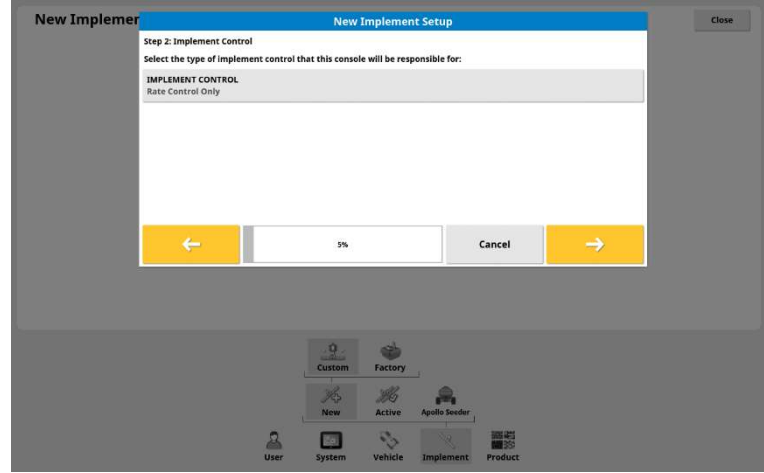 New Implemen
New Implement Setup
Close
Step 2: Implement Control
Select the type of implement control that this console will be responsible for:
IMPLEMENT CONTROL
Rate Control Only
5%
Cancel
Custom
Factory
New
Active
Apollo Seeder
User
System
Vehicle
Implement
Product